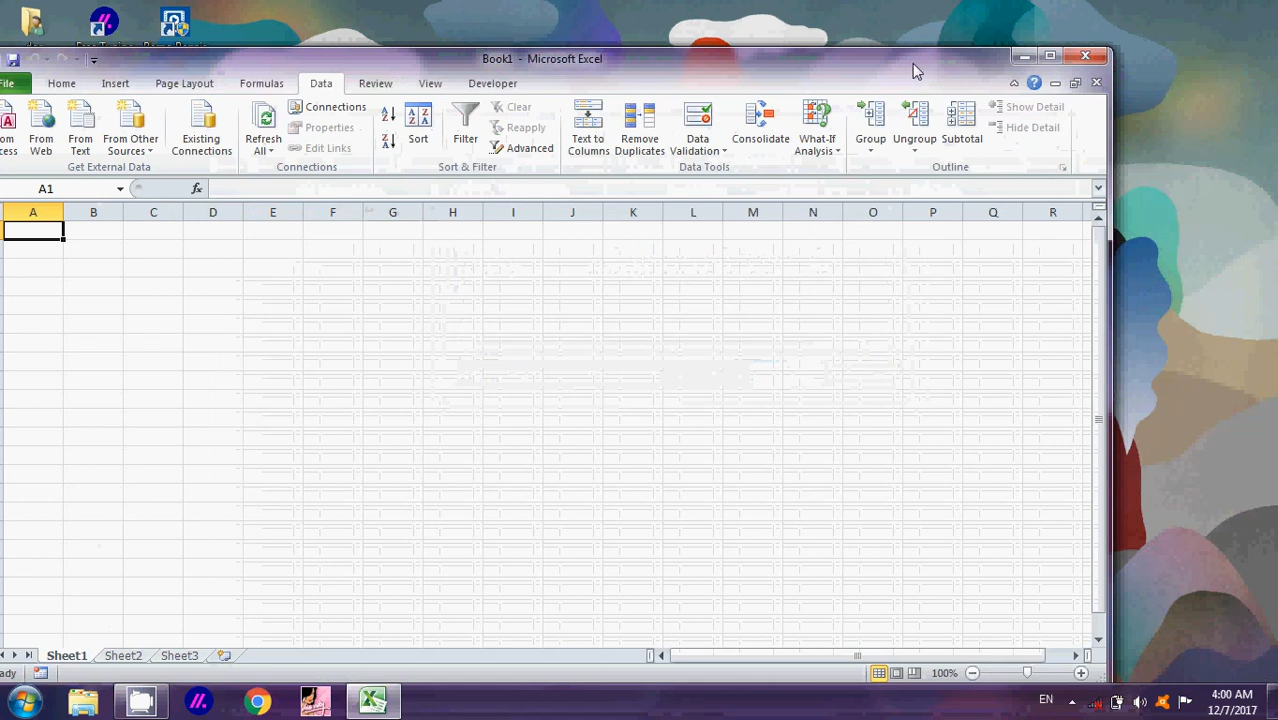 Book1 - Microsoft Excel
File Home Insert Page Layout Formulas Data Review View Developer
From Web
From Text
From Other Sources
Existing Connections
Get External Data
Refresh All
Connections
Properties
Edit Links
Connections
Sort
Filter
Clear
Reapply
Advanced
Sort & Filter
Text to Columns
Remove Duplicates
Data Validation
Consolidate
What-If Analysis
Data Tools
Group
Ungroup
Subtotal
Show Detail
Hide Detail
Outline
A1 fx
A B C D E F G H I J K L M N O P Q R
Sheet1 Sheet2 Sheet3
ady 100%
EN 4:00 AM
12/7/2017